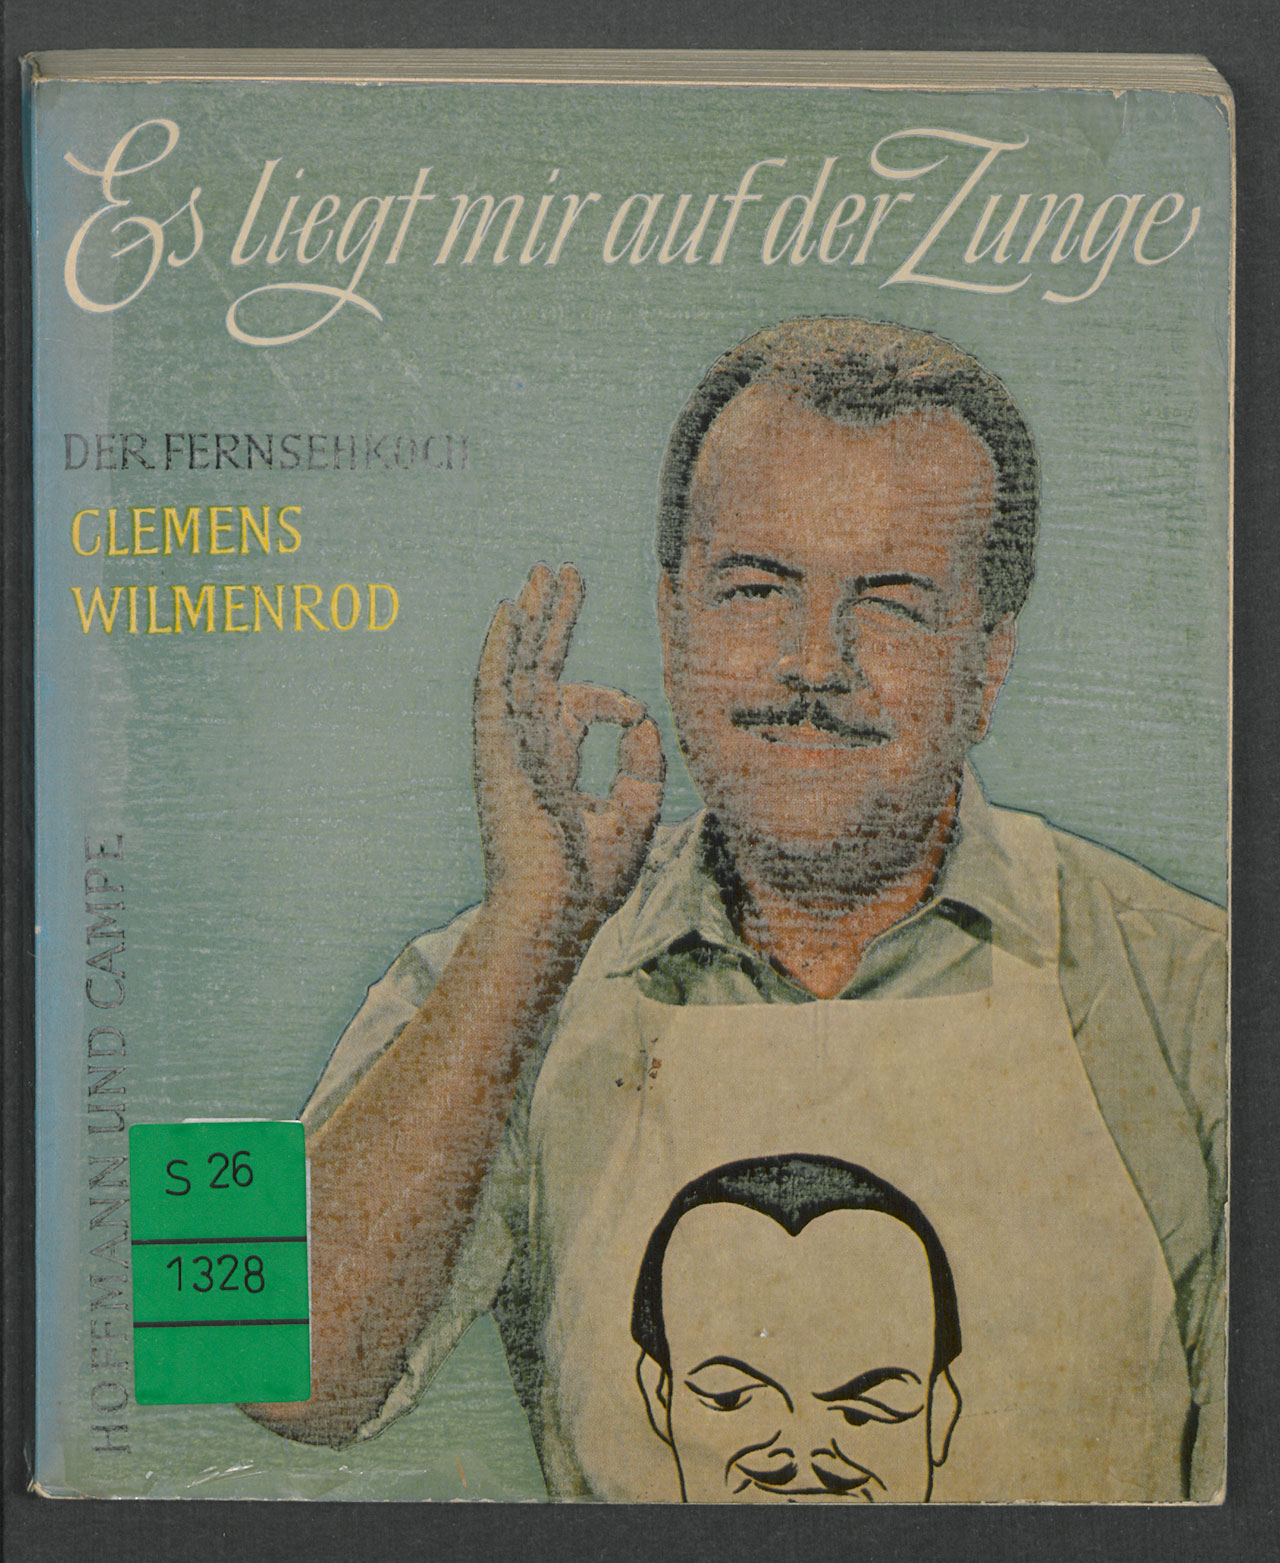 Es liegt mir auf der Zunge
DER FERNSEHKOCH
CLEMENS
WILMENROD
HOFFMANN UND CAMPE
S 26
1328